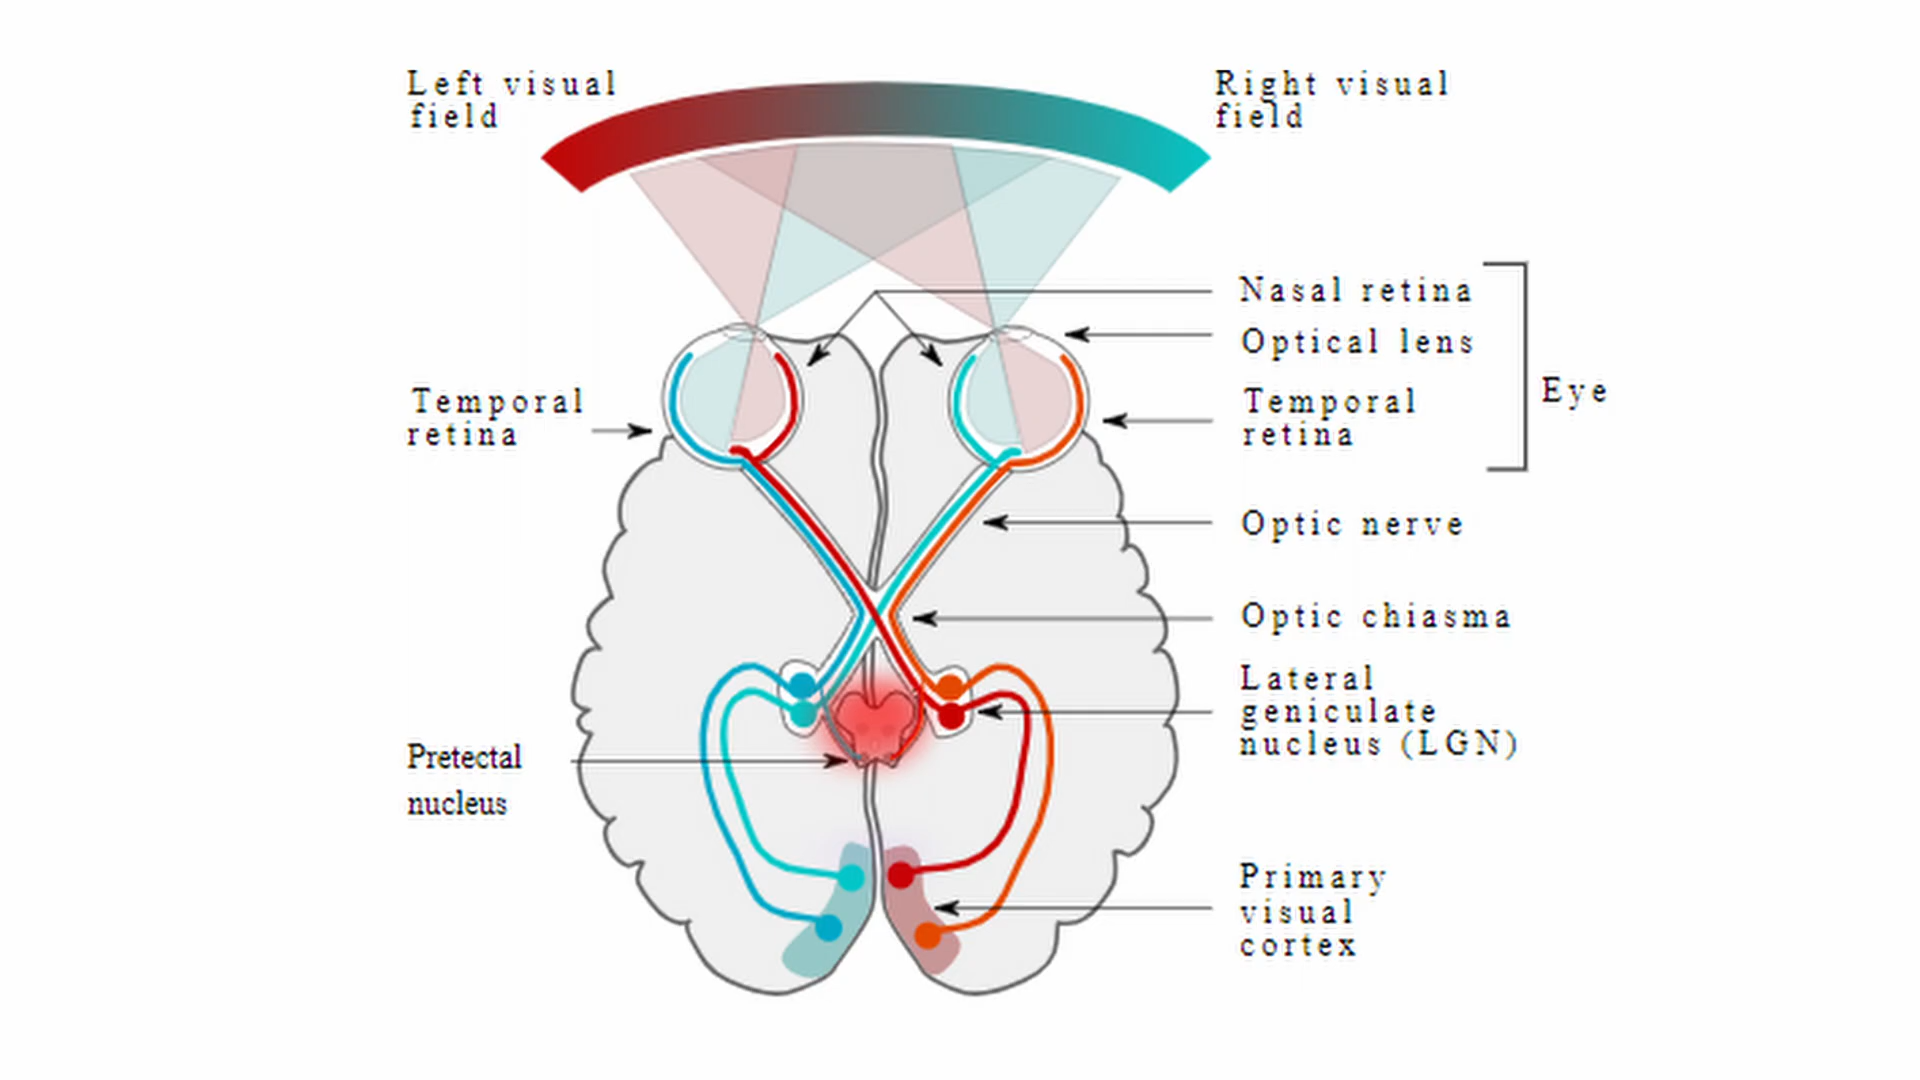 Left visual
field
Right visual
field
Nasal retina
Optical lens
Temporal
retina
Eye
Temporal
retina
Optic nerve
Optic chiasma
Lateral
geniculate
nucleus (LGN)
Pretectal
nucleus
Primary
visual
cortex